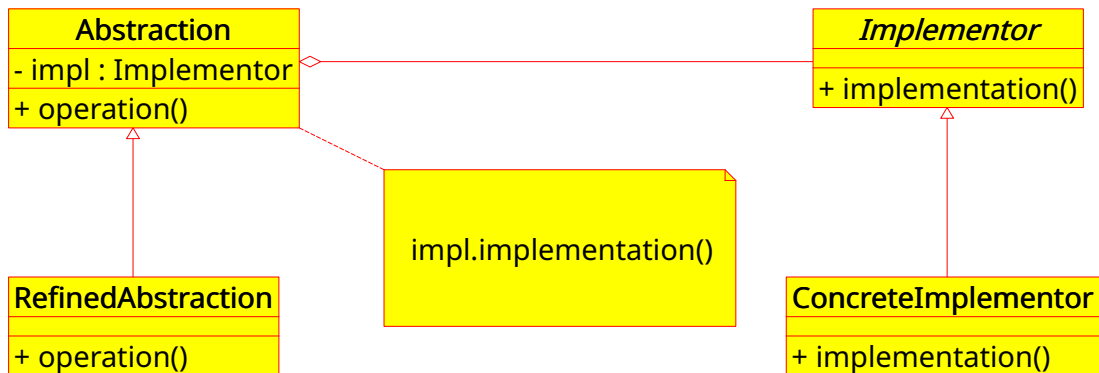 Abstraction
- impl : Implementor
+ operation()
Implementor
+ implementation()
impl.implementation()
RefinedAbstraction
+ operation()
ConcreteImplementor
+ implementation()